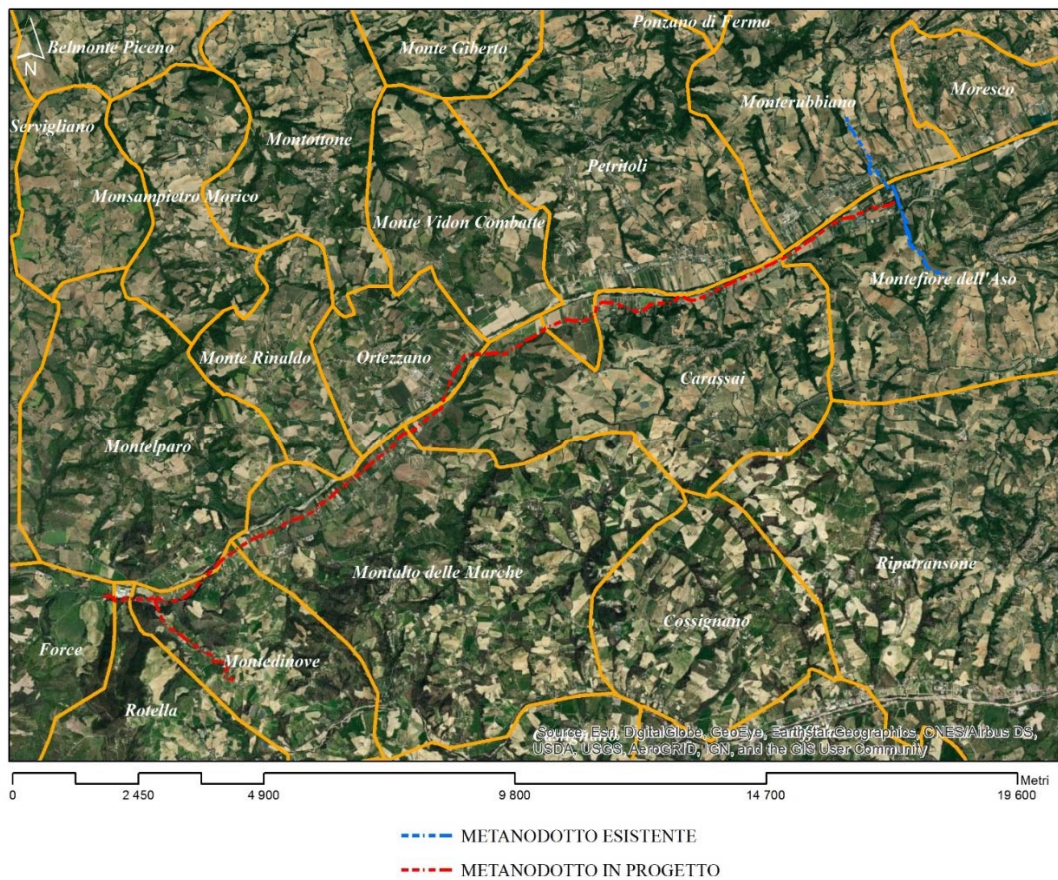 Ponzano di Fermo
Belmonte Piceno
Monte Giberto
N
Monterubbiano
Moresco
Servigliano
Montottone
Petritoli
Monsampietro Morico
Monte Vidon Combatte
Montefiore dell'Aso
Monte Rinaldo
Ortezzano
Carassai
Montelparo
Montalto delle Marche
Ripatransone
Cossignano
Force
Montedinove
Rotella
Source: Esri, DigitalGlobe, GeoEye, Earthstar Geographics, CNES/Airbus DS,
USDA, USGS, AeroGRID, IGN, and the GIS User Community
Metri
0 2 450 4 900 9 800 14 700 19 600
METANODOTTO ESISTENTE
METANODOTTO IN PROGETTO